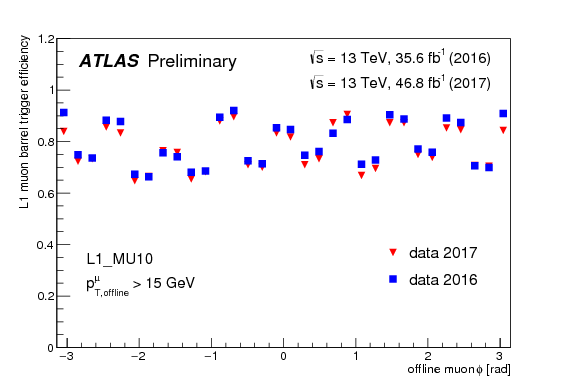 L1 muon barrel trigger efficiency
ATLAS Preliminary
√s = 13 TeV, 35.6 fb⁻¹ (2016)
√s = 13 TeV, 46.8 fb⁻¹ (2017)
1.2
1
0.8
0.6
0.4
0.2
0
L1_MU10
p^μ_T,offline > 15 GeV
data 2017
data 2016
−3 −2 −1 0 1 2 3
offline muon ϕ [rad]